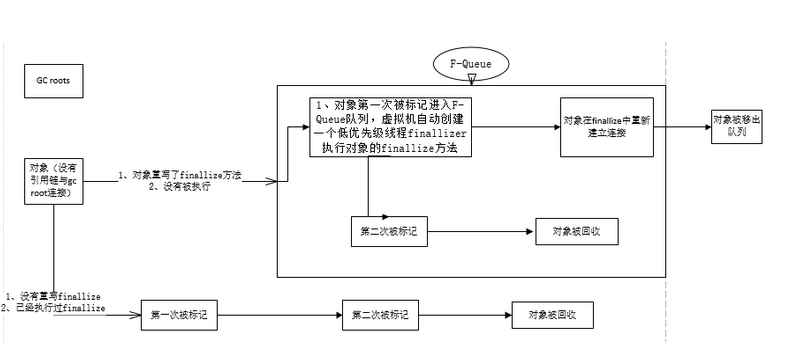 F-Queue
GC roots
1、对象第一次被标记进入F-
Queue队列，虚拟机自动创建
一个低优先级线程finallizer
执行对象的finallize方法
对象在finallize中重新
建立连接
对象被移出
队列
对象（没有
引用链与gc
root连接）
1、对象重写了finallize方法
2、没有被执行
第二次被标记
对象被回收
1、没有重写finallize
2、已经执行过finallize
第一次被标记
第二次被标记
对象被回收